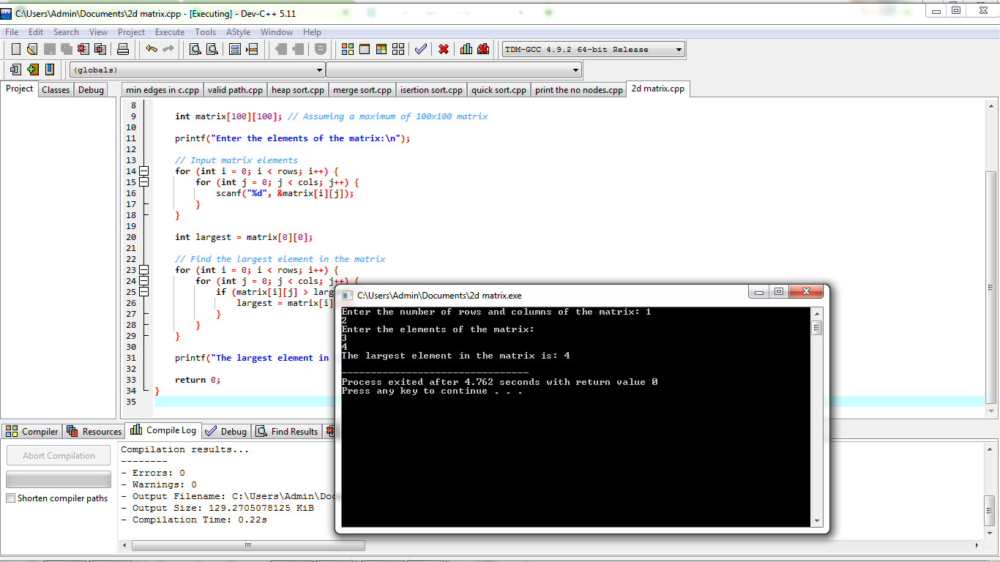 C:\Users\Admin\Documents\2d matrix.cpp - [Executing] - Dev-C++ 5.11
File Edit Search View Project Execute Tools AStyle Window Help
TDM-GCC 4.9.2 64-bit Release
(globals)
Project Classes Debug
min edges in c.cpp valid path.cpp heap sort.cpp merge sort.cpp isertion sort.cpp quick sort.cpp print the no nodes.cpp 2d matrix.cpp
8
9 int matrix[100][100]; // Assuming a maximum of 100x100 matrix
10
11 printf("Enter the elements of the matrix:\n");
12
13 // Input matrix elements
14 for (int i = 0; i < rows; i++) {
15 for (int j = 0; j < cols; j++) {
16 scanf("%d", &matrix[i][j]);
17 }
18 }
19
20 int largest = matrix[0][0];
21
22 // Find the largest element in the matrix
23 for (int i = 0; i < rows; i++) {
24 for (int j = 0; j < cols; j++) {
25 if (matrix[i][j] > larg
26 largest = matrix[i]
27 }
28 }
29 }
30
31 printf("The largest element in
32
33 return 0;
34 }
35
C:\Users\Admin\Documents\2d matrix.exe
Enter the number of rows and columns of the matrix: 1
2
Enter the elements of the matrix:
3
4
The largest element in the matrix is: 4
--------------------------------
Process exited after 4.762 seconds with return value 0
Press any key to continue . . .
Compiler Resources Compile Log Debug Find Results
Abort Compilation
Shorten compiler paths
Compilation results...
--------
- Errors: 0
- Warnings: 0
- Output Filename: C:\Users\Admin\Doc
- Output Size: 129.2705078125 KiB
- Compilation Time: 0.22s